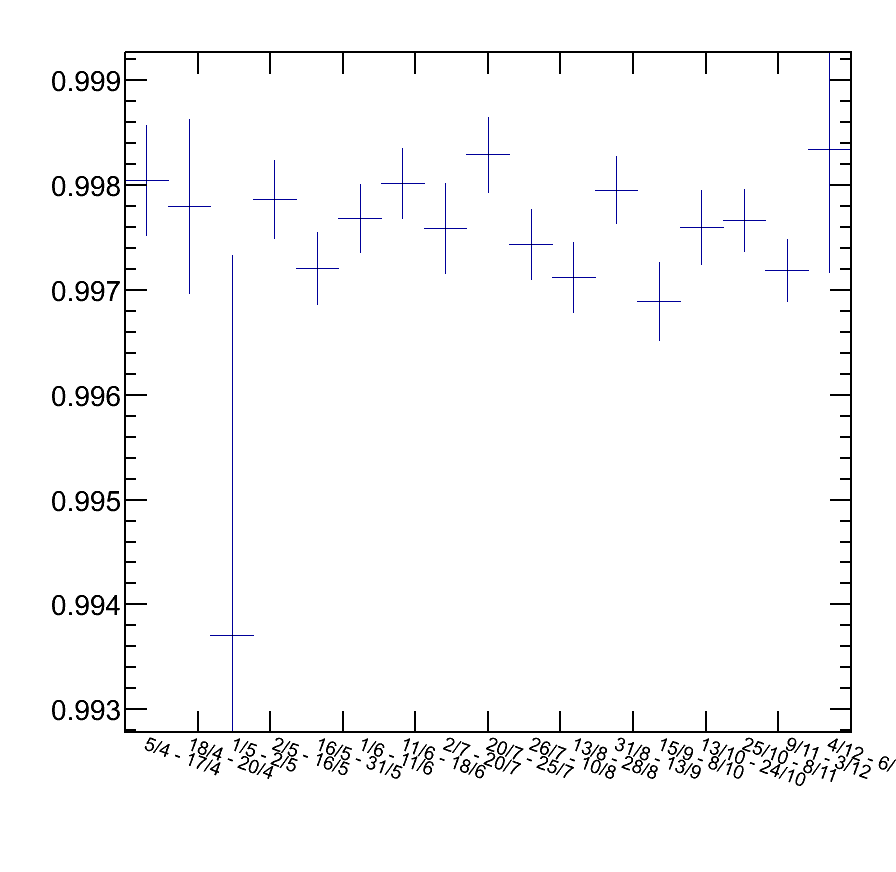 0.999
0.998
0.997
0.996
0.995
0.994
0.993
5/4 - 17/4
18/4 - 20/4
1/5 - 2/5
2/5 - 16/5
16/5 - 31/5
1/6 - 11/6
11/6 - 18/6
2/7 - 20/7
20/7 - 25/7
26/7 - 10/8
13/8 - 28/8
31/8 - 13/9
15/9 - 8/10
13/10 - 24/10
25/10 - 8/11
9/11 - 3/12
4/12 - 6/